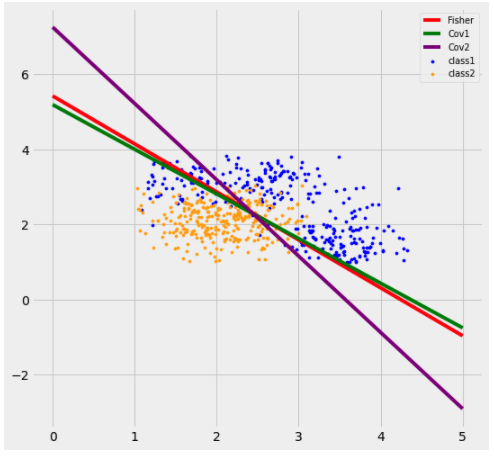 Fisher
Cov1
Cov2
class1
class2
6
4
2
0
−2
0 1 2 3 4 5